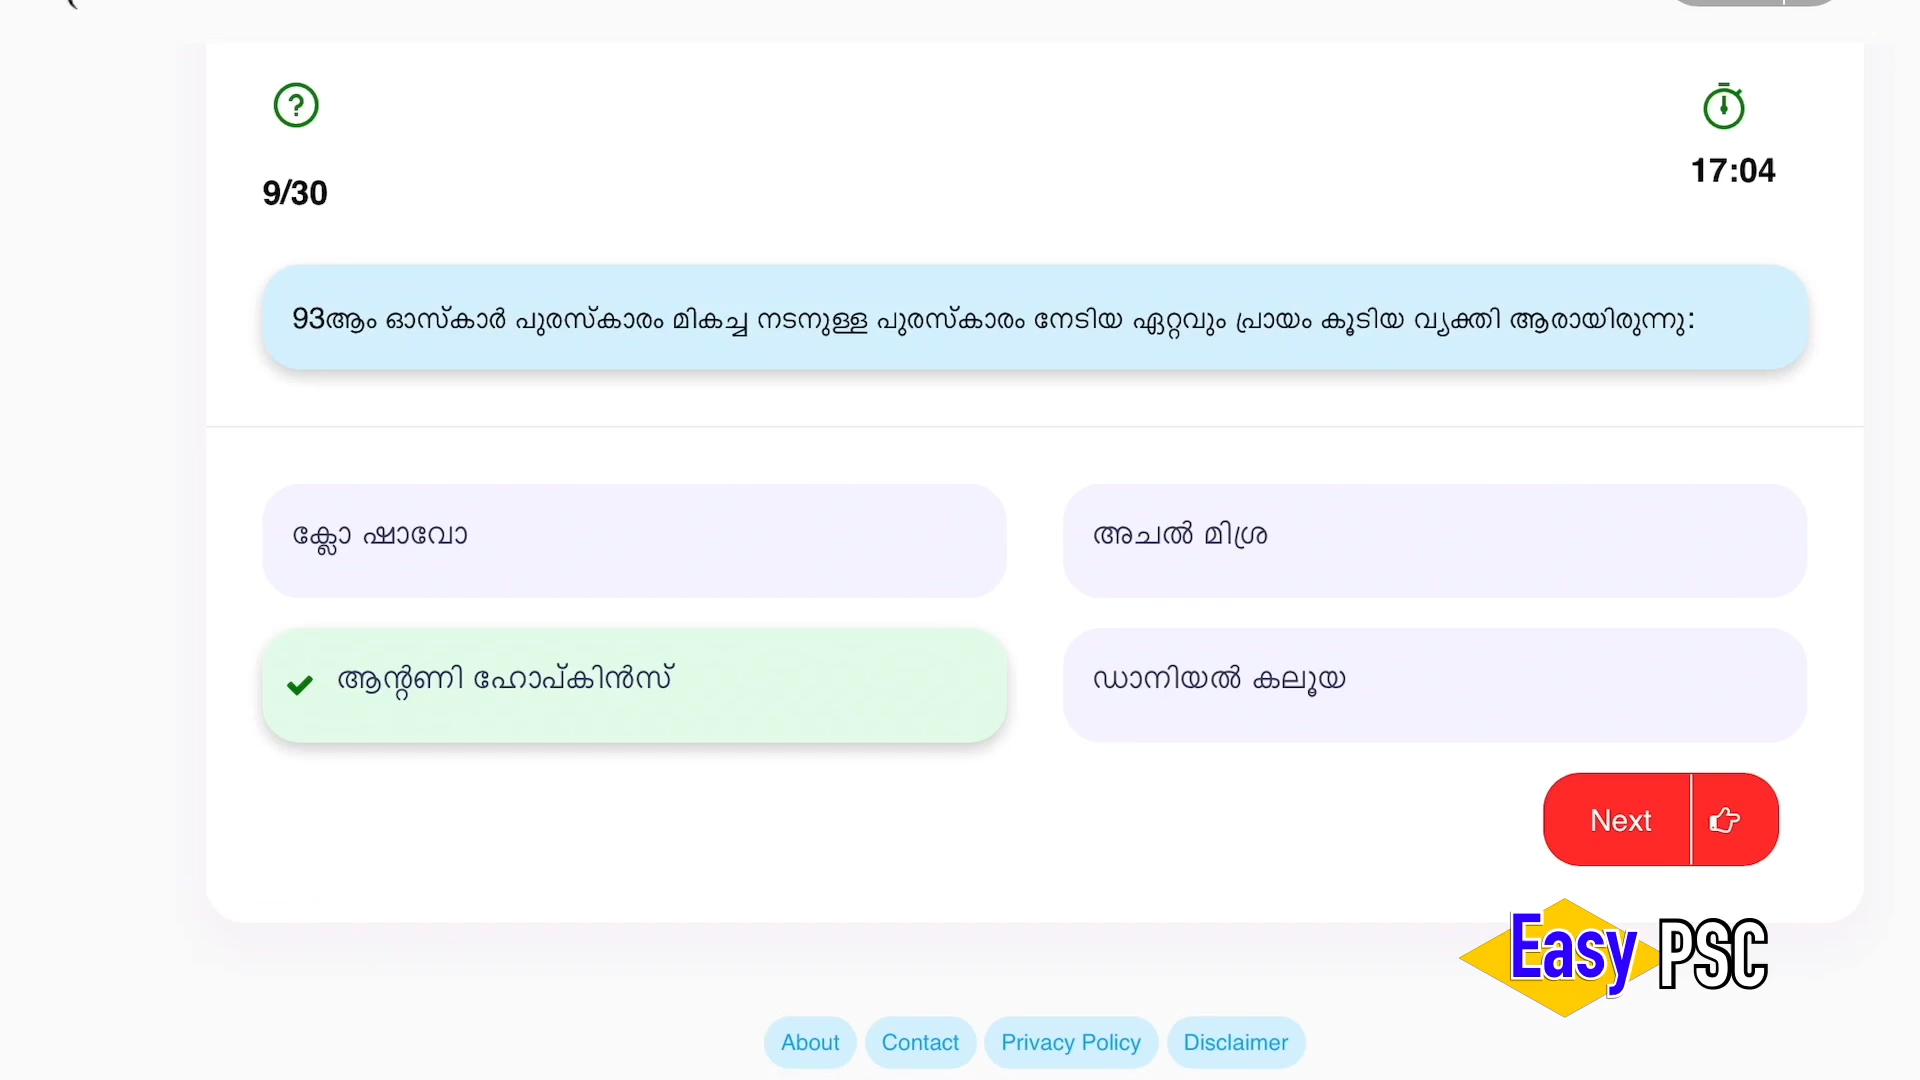 9/30
17:04
93ആം ഓസ്കാർ പുരസ്കാരം മികച്ച നടനുള്ള പുരസ്കാരം നേടിയ ഏറ്റവും പ്രായം കൂടിയ വ്യക്തി ആരായിരുന്നു:
ക്ലോ ഷാവോ
അചൽ മിശ്ര
ആന്റണി ഹോപ്കിൻസ്
ഡാനിയൽ കലൂയ
Next
Easy PSC
About Contact Privacy Policy Disclaimer